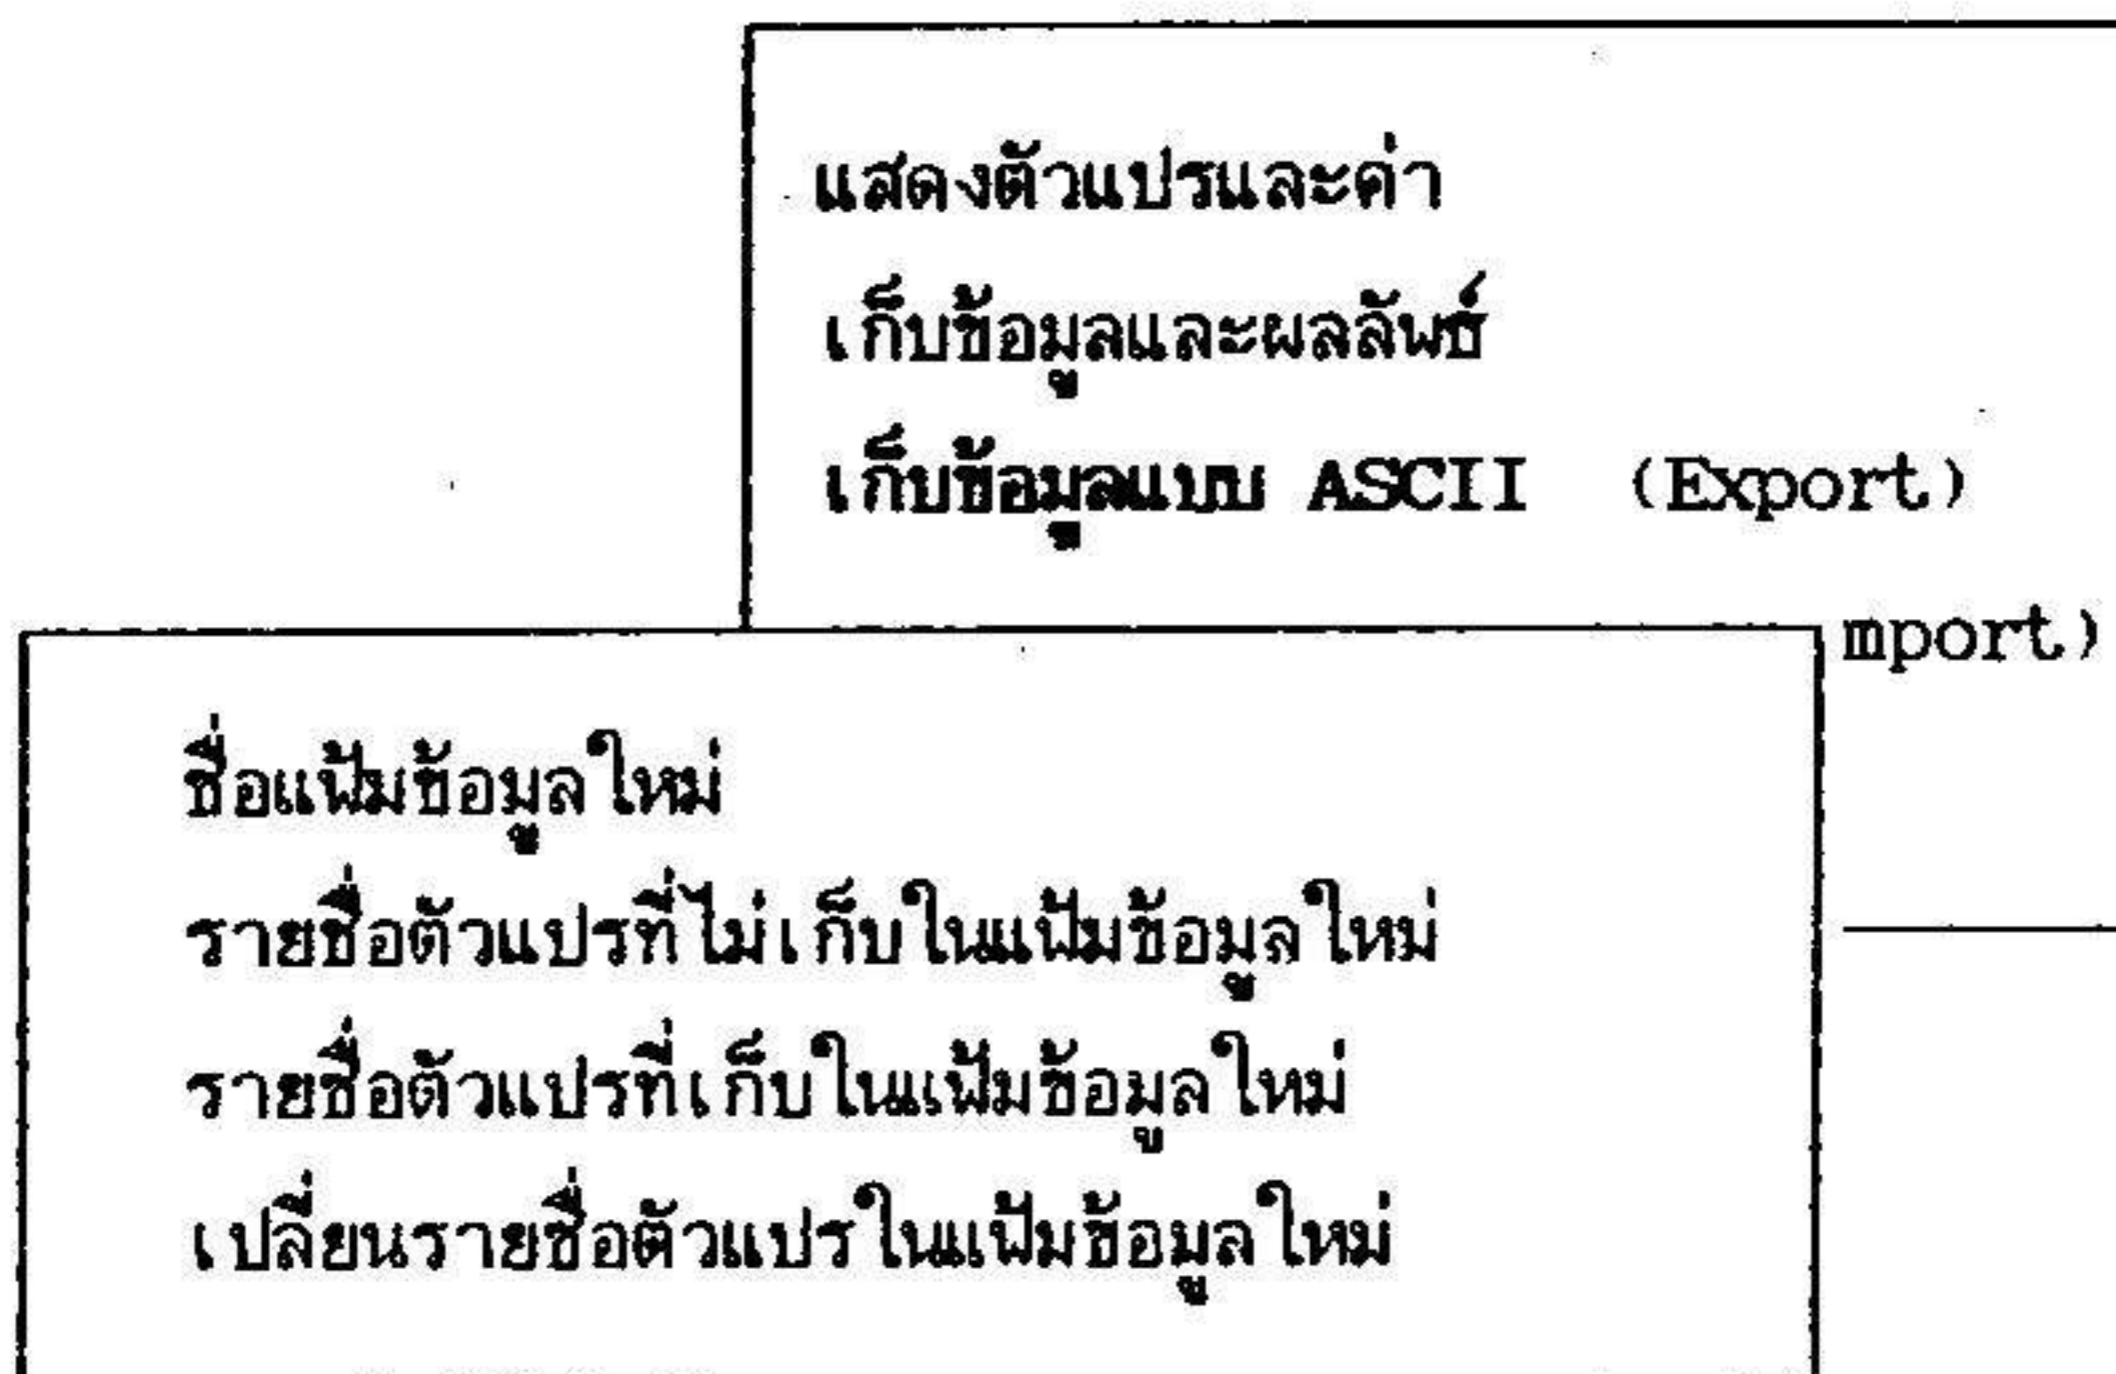 แสดงตัวแปรและค่า
เก็บข้อมูลและผลลัพธ์
เก็บข้อมูลแบบ ASCII (Export)
mport)
ชื่อแฟ้มข้อมูลใหม่
รายชื่อตัวแปรที่ไม่เก็บในแฟ้มข้อมูลใหม่
รายชื่อตัวแปรที่เก็บในแฟ้มข้อมูลใหม่
เปลี่ยนรายชื่อตัวแปรในแฟ้มข้อมูลใหม่